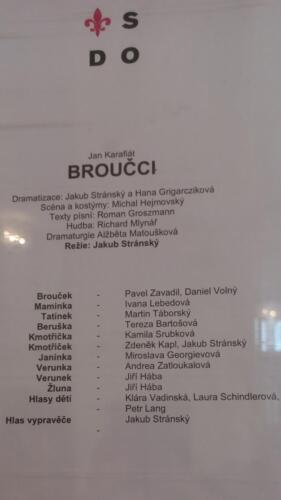 S
D O
Jan Karafiát
BROUČCI
Dramatizace: Jakub Stránský a Hana Grigarczíková
Scéna a kostýmy: Michal Hejmovský
Texty písní: Roman Groszmann
Hudba: Richard Mlynář
Dramaturgie Alžběta Matoušková
Režie: Jakub Stránský
Brouček - Pavel Zavadil, Daniel Volný
Maminka - Ivana Lebedová
Tatínek - Martin Táborský
Beruška - Tereza Bartošová
Kmotřička - Kamila Srubková
Kmotříček - Zdeněk Kapl, Jakub Stránský
Janinka - Miroslava Georgievová
Verunka - Andrea Zatloukalová
Verunek - Jiří Hába
Žluna - Jiří Hába
Hlasy dětí - Klára Vadinská, Laura Schindlerová,
- Petr Lang
Hlas vypravěče Jakub Stránský
-